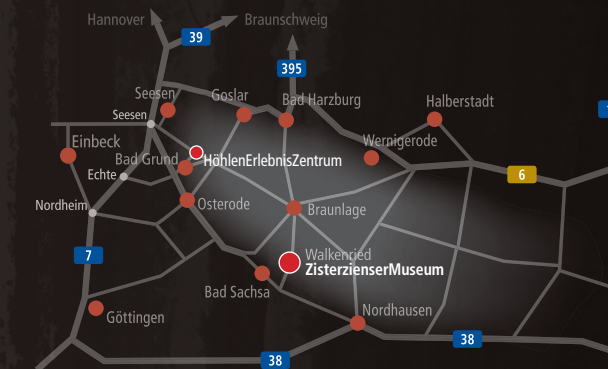 Hannover
Braunschweig
39
395
Seesen
Goslar
Bad Harzburg
Halberstadt
Seesen
Wernigerode
Einbeck
Bad Grund
HöhlenErlebnisZentrum
Echte
6
Nordheim
Osterode
Braunlage
7
Walkenried
ZisterzienserMuseum
Bad Sachsa
Göttingen
Nordhausen
38
38